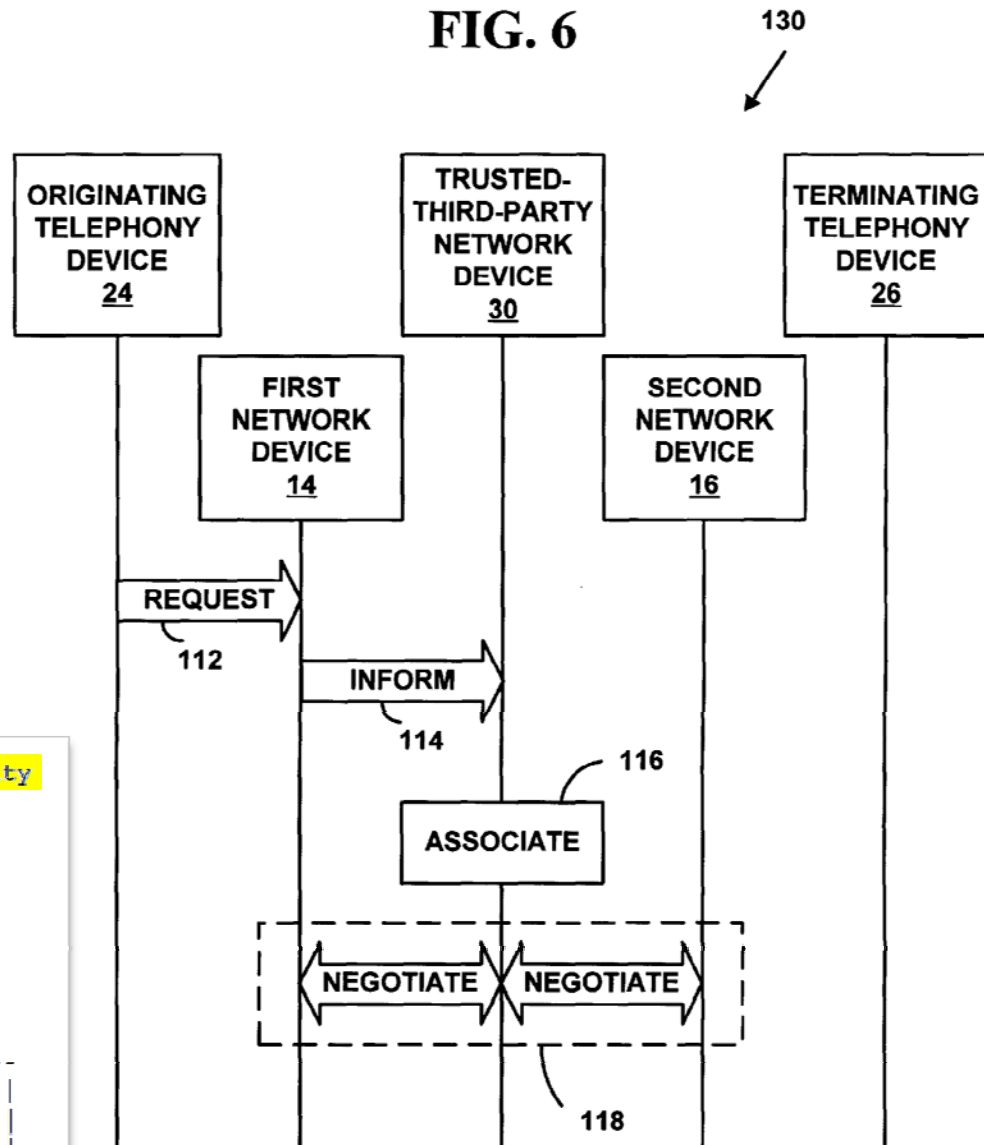 FIG. 6
130
ORIGINATING
TELEPHONY
DEVICE
24
TRUSTED-
THIRD-PARTY
NETWORK
DEVICE
30
TERMINATING
TELEPHONY
DEVICE
26
FIRST
NETWORK
DEVICE
14
SECOND
NETWORK
DEVICE
16
REQUEST
112
INFORM
114
ty
116
ASSOCIATE
NEGOTIATE
NEGOTIATE
118